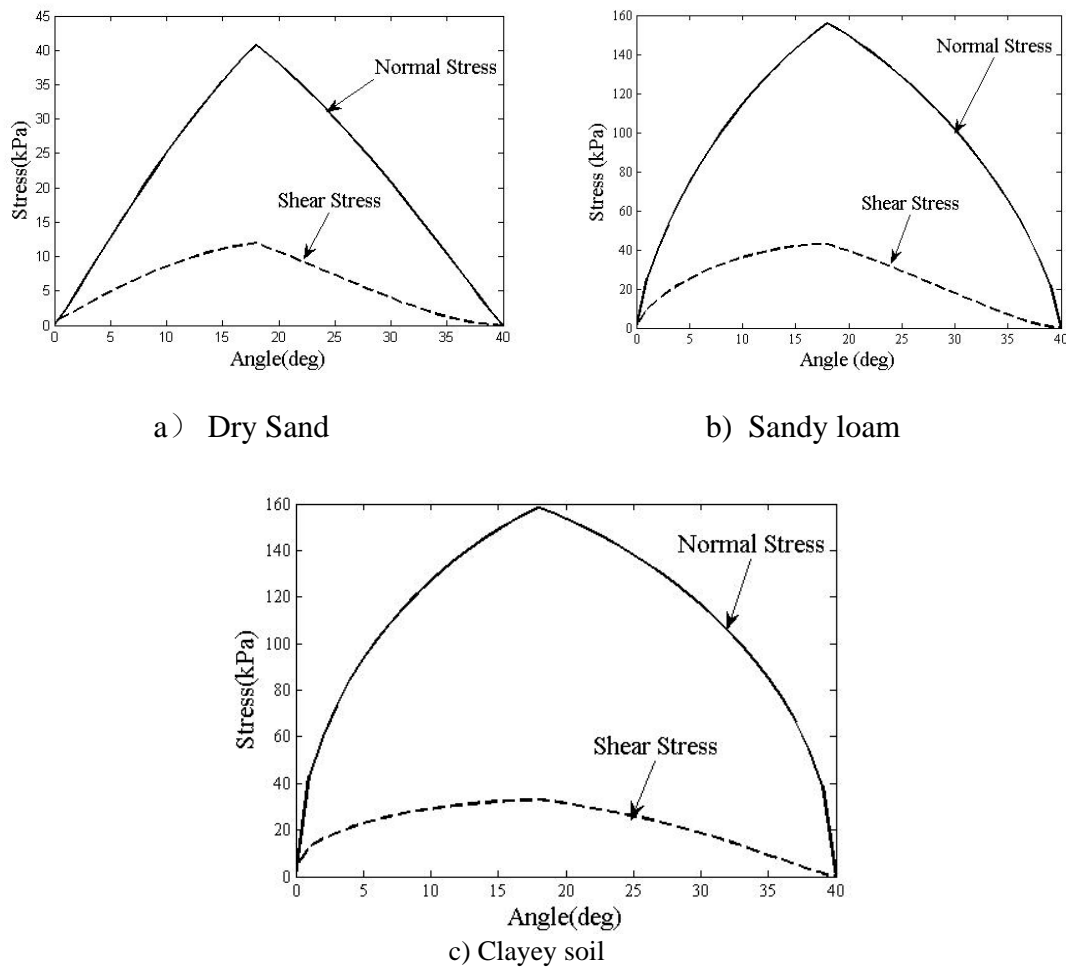 45
40
35
30
25
20
15
10
5
0
Stress(kPa)
Normal Stress
Shear Stress
0 5 10 15 20 25 30 35 40
Angle(deg)
a） Dry Sand
160
140
120
100
80
60
40
20
0
Stress (kPa)
Normal Stress
Shear Stress
0 5 10 15 20 25 30 35 40
Angle (deg)
b) Sandy loam
160
140
120
100
80
60
40
20
0
Stress(kPa)
Normal Stress
Shear Stress
0 5 10 15 20 25 30 35 40
Angle(deg)
c) Clayey soil